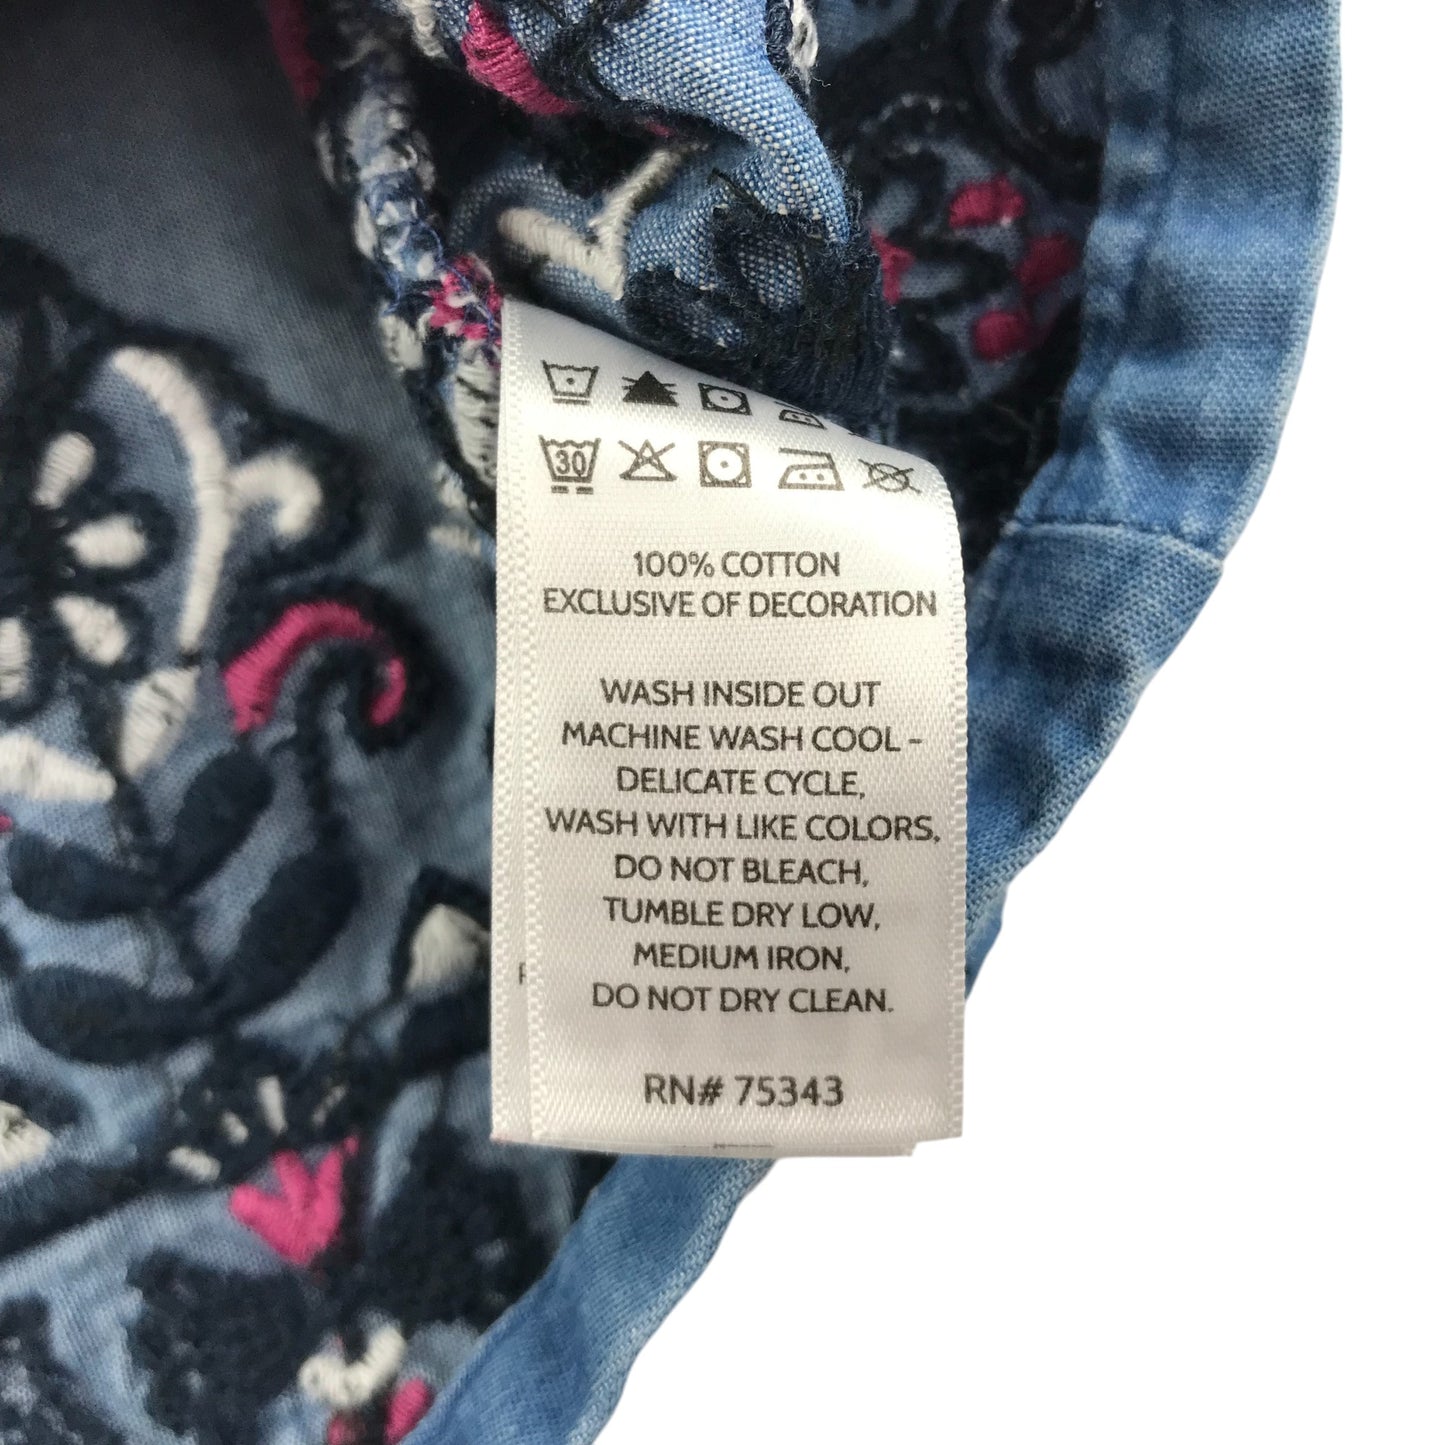 30
100% COTTON
EXCLUSIVE OF DECORATION
WASH INSIDE OUT
MACHINE WASH COOL –
DELICATE CYCLE,
WASH WITH LIKE COLORS,
DO NOT BLEACH,
TUMBLE DRY LOW,
MEDIUM IRON,
DO NOT DRY CLEAN.
RN# 75343